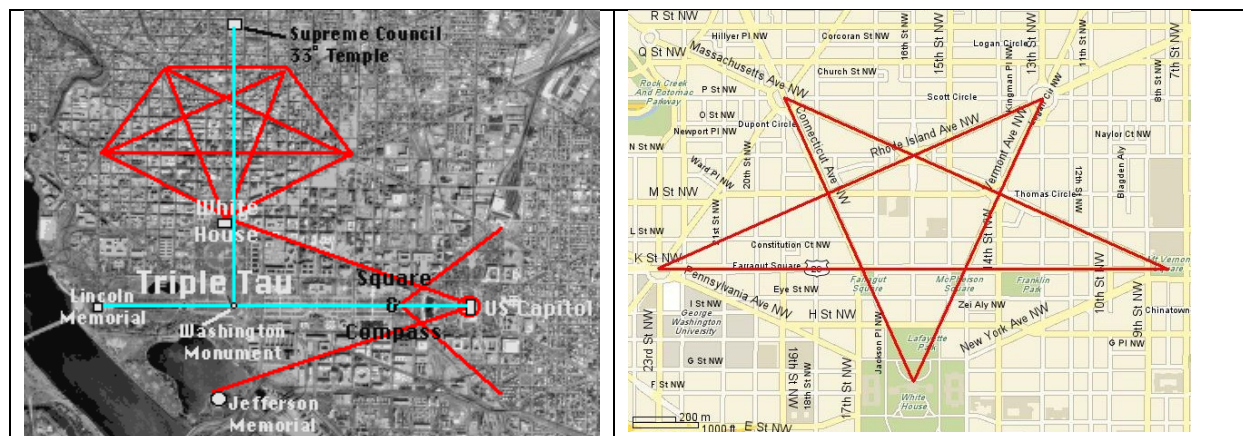 Supreme Council
33° Temple
White
House
Triple Tau
Square
&
Compass
Lincoln
Memorial
US Capitol
Washington
Monument
Jefferson
Memorial
R St NW
Hillyer Pl NW
Corcoran St NW
16th St NW
15th St NW
Logan Circle
13th St NW
11th St NW
7th St NW
Q St NW
Massachusetts Ave NW
Church St NW
Kingman Pl NW
8th St NW
Rock Creek
And Potomac
Parkway
P St NW
Scott Circle
Logan Cir NW
O St NW
Dupont Circle
Newport Pl NW
Connecticut Ave NW
Rhode Island Ave NW
Vermont Ave NW
Naylor Ct NW
N St NW
Ward Pl NW
20th St NW
Blagden Aly
12th St NW
M St NW
Thomas Circle
L St NW
21st St NW
14th St NW
Constitution Ct NW
K St NW
Farragut Square
29
Farragut
Square
McPherson
Square
Franklin
Park
10th St NW
Mt Vernon
Square
Pennsylvania Ave NW
Eye St NW
I St NW
Zei Aly NW
George
Washington
University
H St NW
Jackson Pl NW
Lafayette
Park
New York Ave NW
9th St NW
Chinatown
23rd St NW
G St NW
19th St NW
18th St NW
17th St NW
G Pl NW
F St NW
White
House
200 m
1000 ft
E St NW